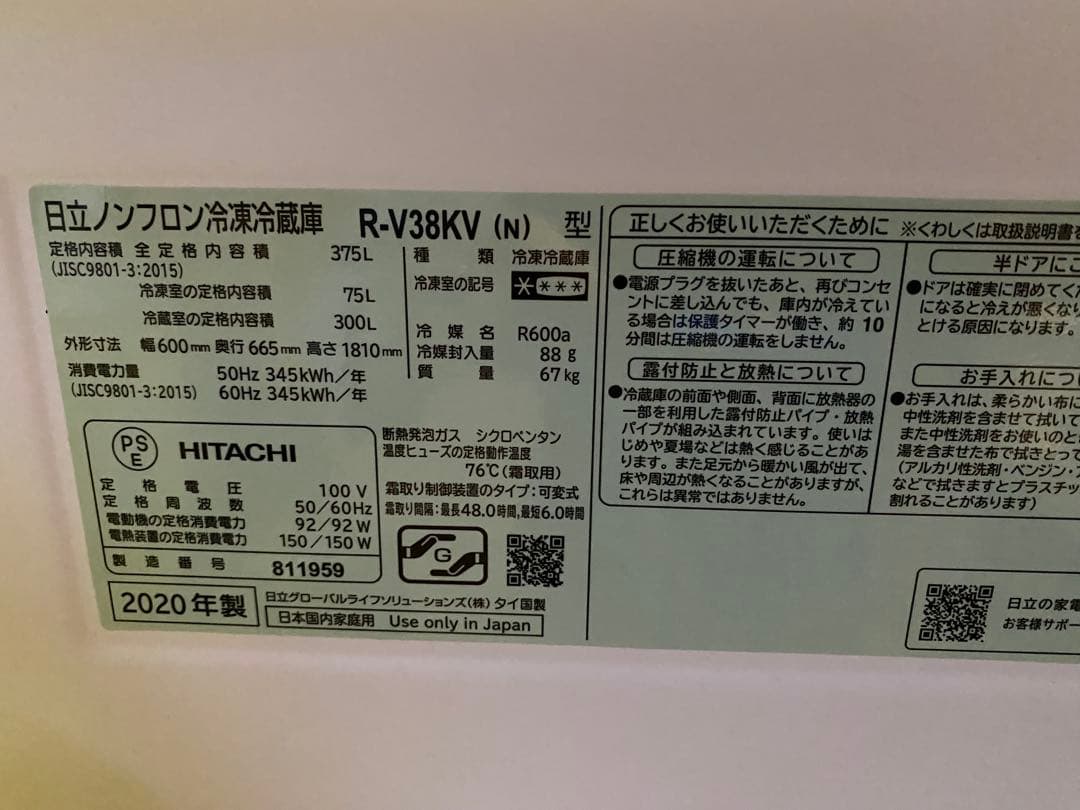 日立ノンフロン冷凍冷蔵庫 R-V38KV (N) 型
定格内容積 全定格内容積 375L
(JISC9801-3:2015)
冷凍室の定格内容積 75L
冷蔵室の定格内容積 300L
外形寸法 幅600mm 奥行665mm 高さ1810mm
消費電力量 50Hz 345kWh/年
(JISC9801-3:2015) 60Hz 345kWh/年
種類 冷凍冷蔵庫
冷凍室の記号 ****
冷媒名 R600a
冷媒封入量 88g
質量 67kg
PSE HITACHI
定格電圧 100V
定格周波数 50/60Hz
電動機の定格消費電力 92/92W
電熱装置の定格消費電力 150/150W
製造番号 811959
断熱発泡ガス シクロペンタン
温度ヒューズの定格動作温度
76℃(霜取用)
霜取り制御装置のタイプ:可変式
霜取り間隔:最長48.0時間,最短6.0時間
G
2020年製
日立グローバルライフソリューションズ(株) タイ国製
日本国内家庭用 Use only in Japan
正しくお使いいただくために ※くわしくは取扱説明書を
圧縮機の運転について
●電源プラグを抜いたあと、再びコンセ
ントに差し込んでも、庫内が冷えてい
る場合は保護タイマーが働き、約10
分間は圧縮機の運転をしません。
露付防止と放熱について
●冷蔵庫の前面や側面、背面に放熱器の
一部を利用した露付防止パイプ・放熱
パイプが組み込まれています。使いは
じめや夏場などは熱く感じることがあ
ります。また足元から暖かい風が出て、
床や周辺が熱くなることがありますが、
これらは異常ではありません。
半ドアにご
●ドアは確実に閉めてくだ
になると冷えが悪くなり
とける原因になります。
お手入れについ
●お手入れは、柔らかい布に
中性洗剤を含ませて拭いて
また中性洗剤をお使いのと
湯を含ませた布で拭きとって
(アルカリ性洗剤・ベンジン・
などで拭きますとプラスチッ
割れることがあります)
日立の家電
お客様サポー